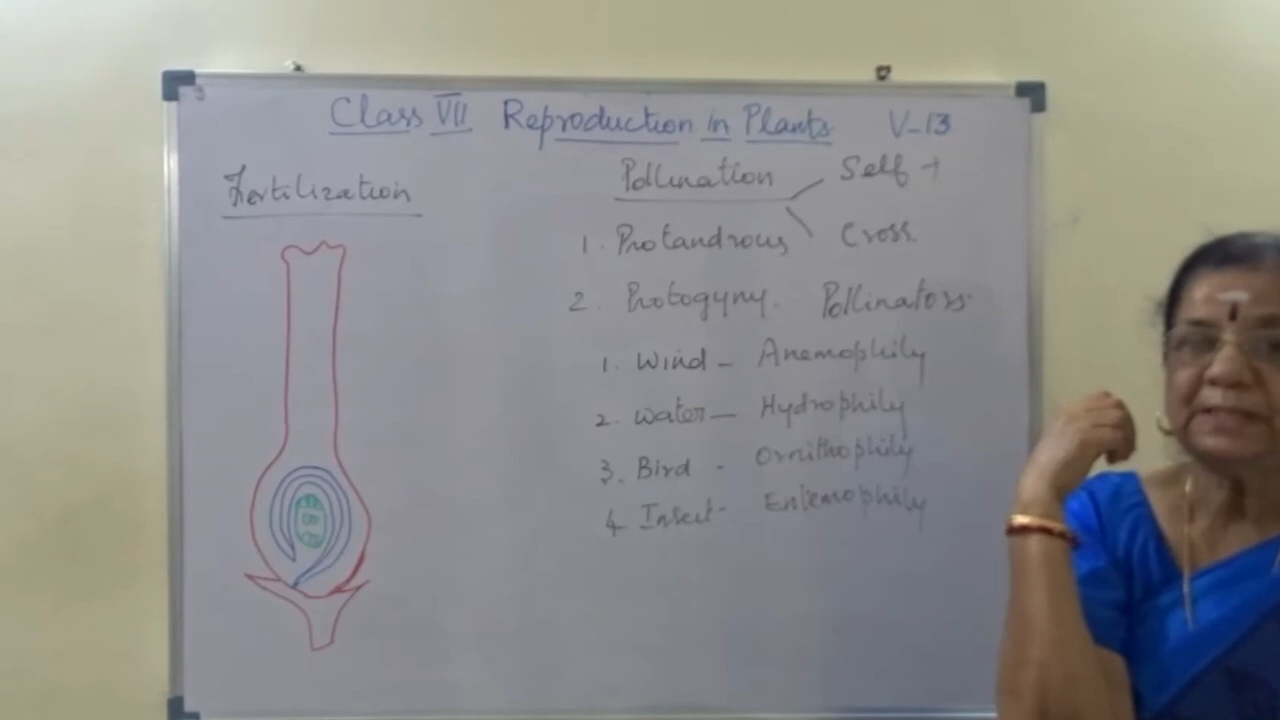 Class VII Reproduction in Plants V-13
Fertilization
Pollination Self +
1. Protandrous Cross
2. Protogyny. Pollinators
1. Wind - Anemophily
2. Water - Hydrophily
3. Bird - Ornithophily
4 Insect - Entemophily